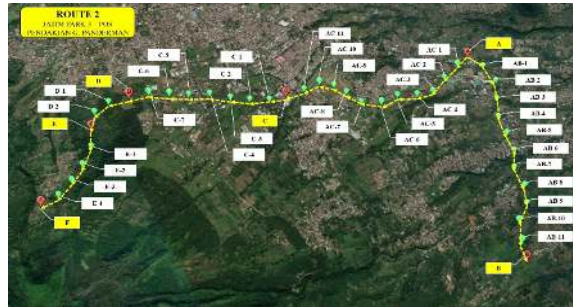 ROUTE 2
JATIM PARK 3 - POS
PENDAKIAN G. PANDERMAN
A
AC 1
AC 2
AC-3
AC 4
AC-5
AC 6
AC-7
AC-8
AC-9
AC 10
AC 11
C 1
C 2
C-3
C-4
C 5
C-6
C-7
C
D
D 1
D 2
E
E-1
E-2
E-3
E 4
F
AB-1
AB 2
AB 3
AB 4
AB-5
AB 6
AB-7
AB 8
AB 9
AB 10
AB 11
B